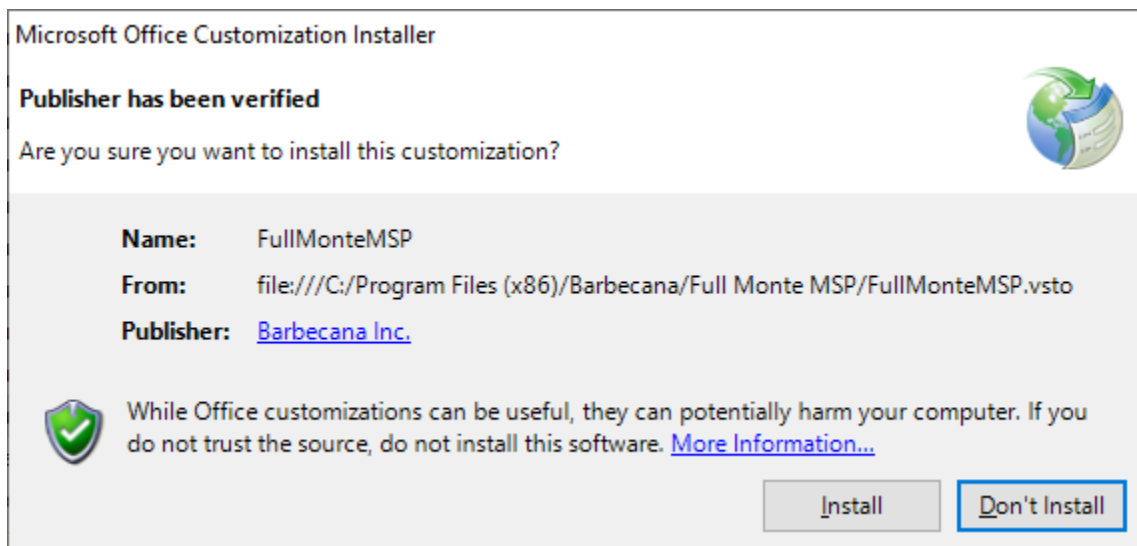 Microsoft Office Customization Installer
Publisher has been verified
Are you sure you want to install this customization?
Name: FullMonteMSP
From: file:///C:/Program Files (x86)/Barbecana/Full Monte MSP/FullMonteMSP.vsto
Publisher: Barbecana Inc.
While Office customizations can be useful, they can potentially harm your computer. If you
do not trust the source, do not install this software. More Information...
Install Don't Install